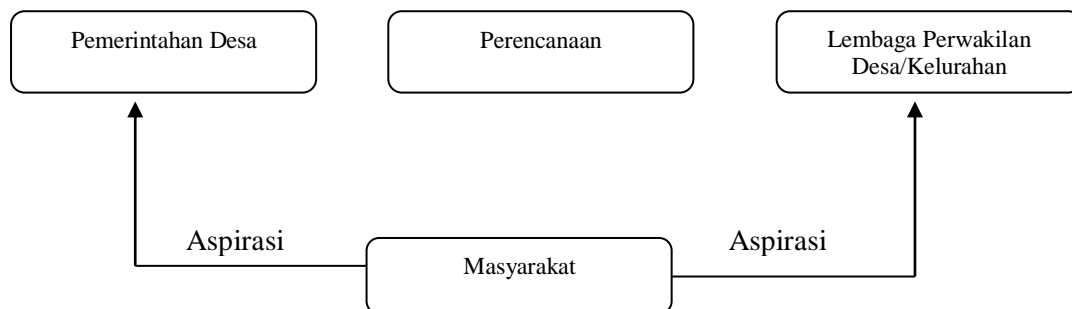 Pemerintahan Desa
Perencanaan
Lembaga Perwakilan
Desa/Kelurahan
Aspirasi
Aspirasi
Masyarakat